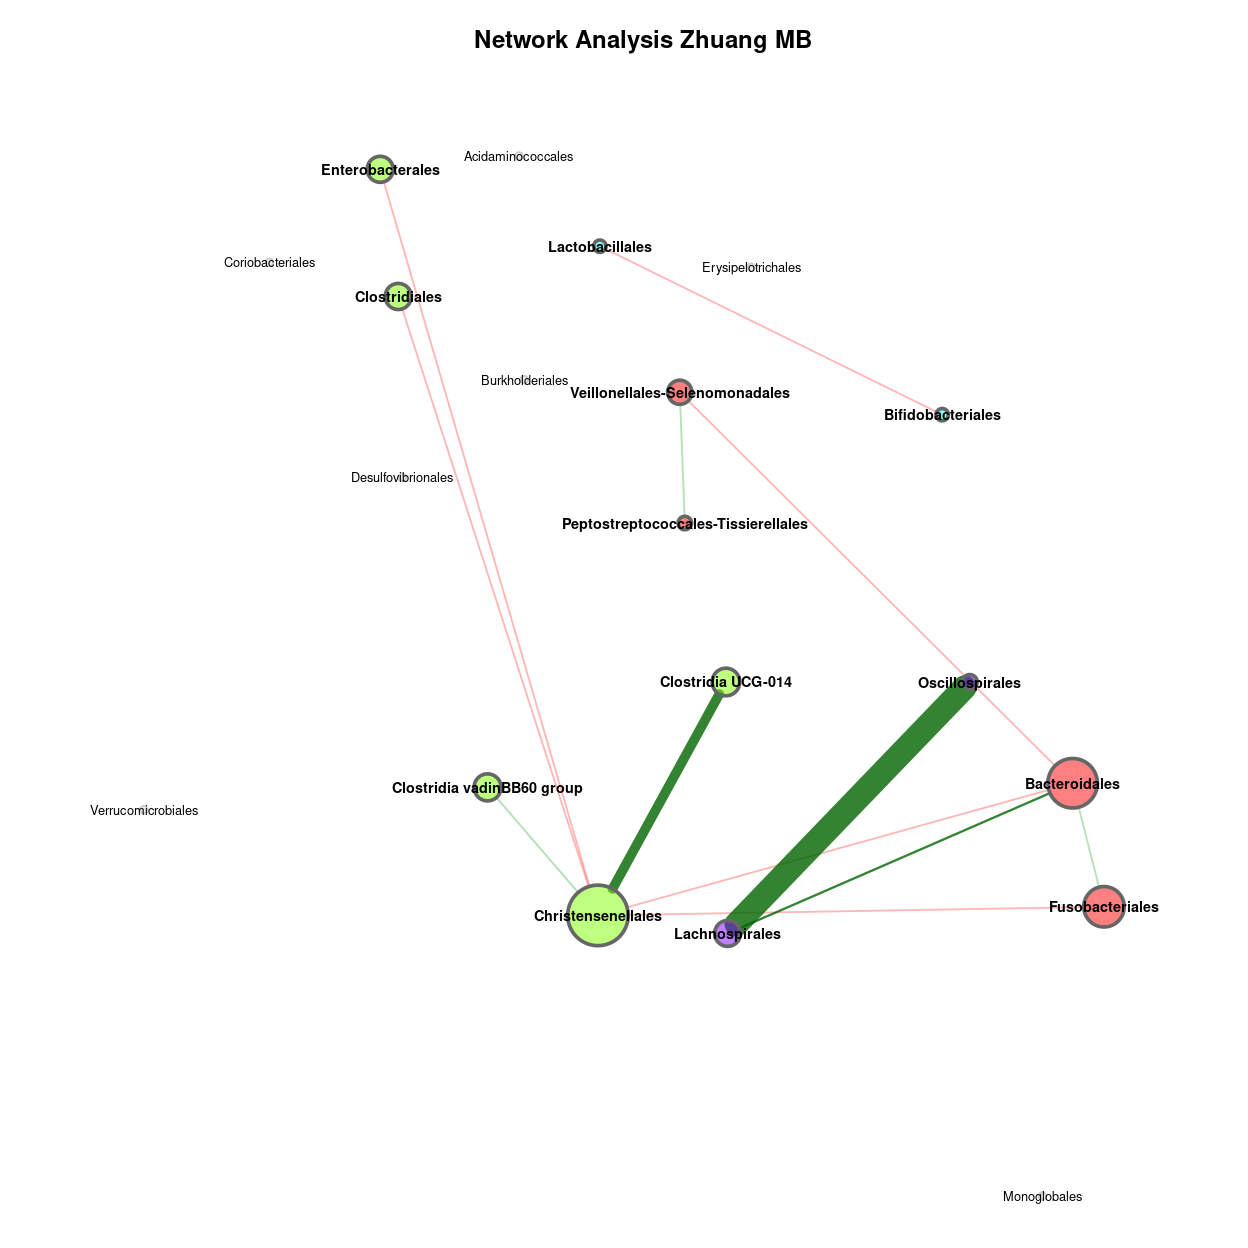 Network Analysis Zhuang MB
Acidaminococcales
Enterobacterales
Lactobacillales
Coriobacteriales
Erysipelotrichales
Clostridiales
Burkholderiales
Veillonellales-Selenomonadales
Bifidobacteriales
Desulfovibrionales
Peptostreptococcales-Tissierellales
Clostridia UCG-014
Oscillospirales
Bacteroidales
Clostridia vadinBB60 group
Verrucomicrobiales
Fusobacteriales
Christensenellales
Lachnospirales
Monoglobales